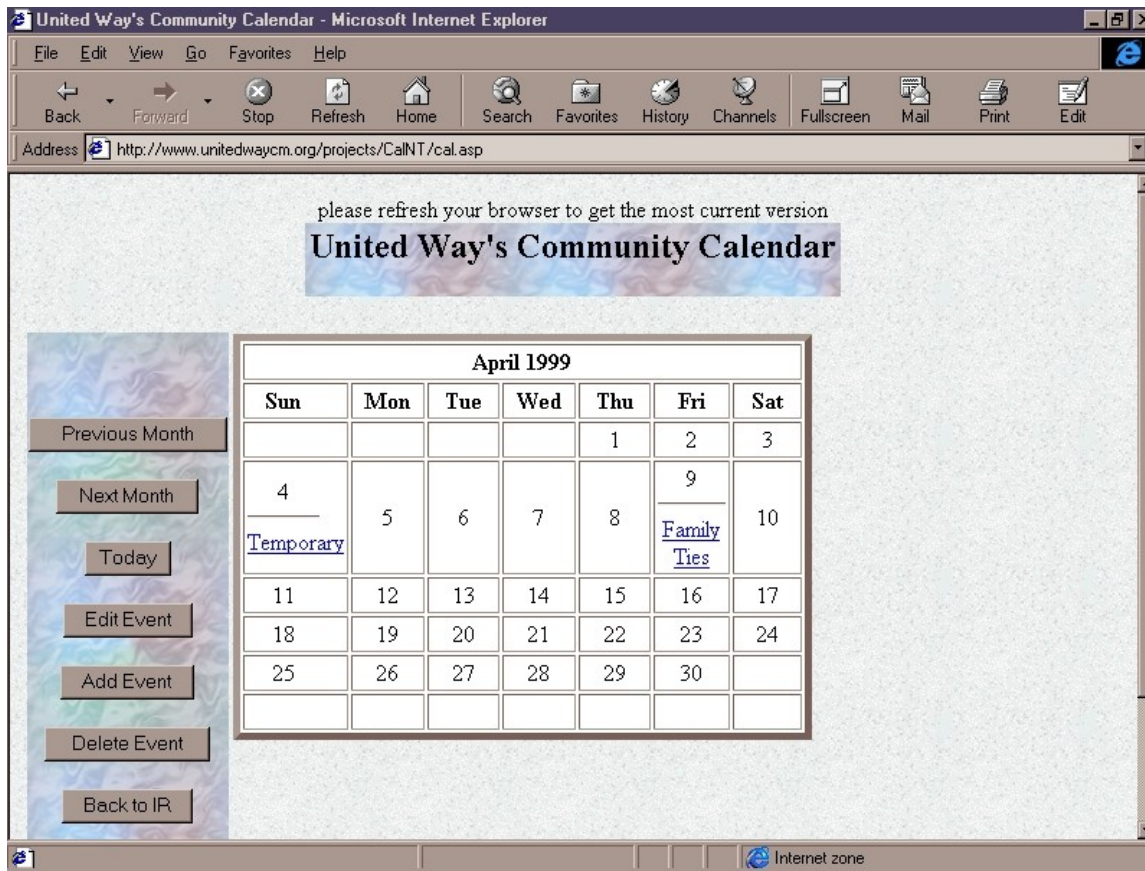 United Way's Community Calendar - Microsoft Internet Explorer
File Edit View Go Favorites Help
Back Forward Stop Refresh Home Search Favorites History Channels Fullscreen Mail Print Edit
Address http://www.unitedwaycm.org/projects/CalNT/cal.asp
please refresh your browser to get the most current version
United Way's Community Calendar
Previous Month
Next Month
Today
Edit Event
Add Event
Delete Event
Back to IR
April 1999
Sun Mon Tue Wed Thu Fri Sat
1 2 3
4 5 6 7 8 9 10
Temporary Family
Ties
11 12 13 14 15 16 17
18 19 20 21 22 23 24
25 26 27 28 29 30
Internet zone